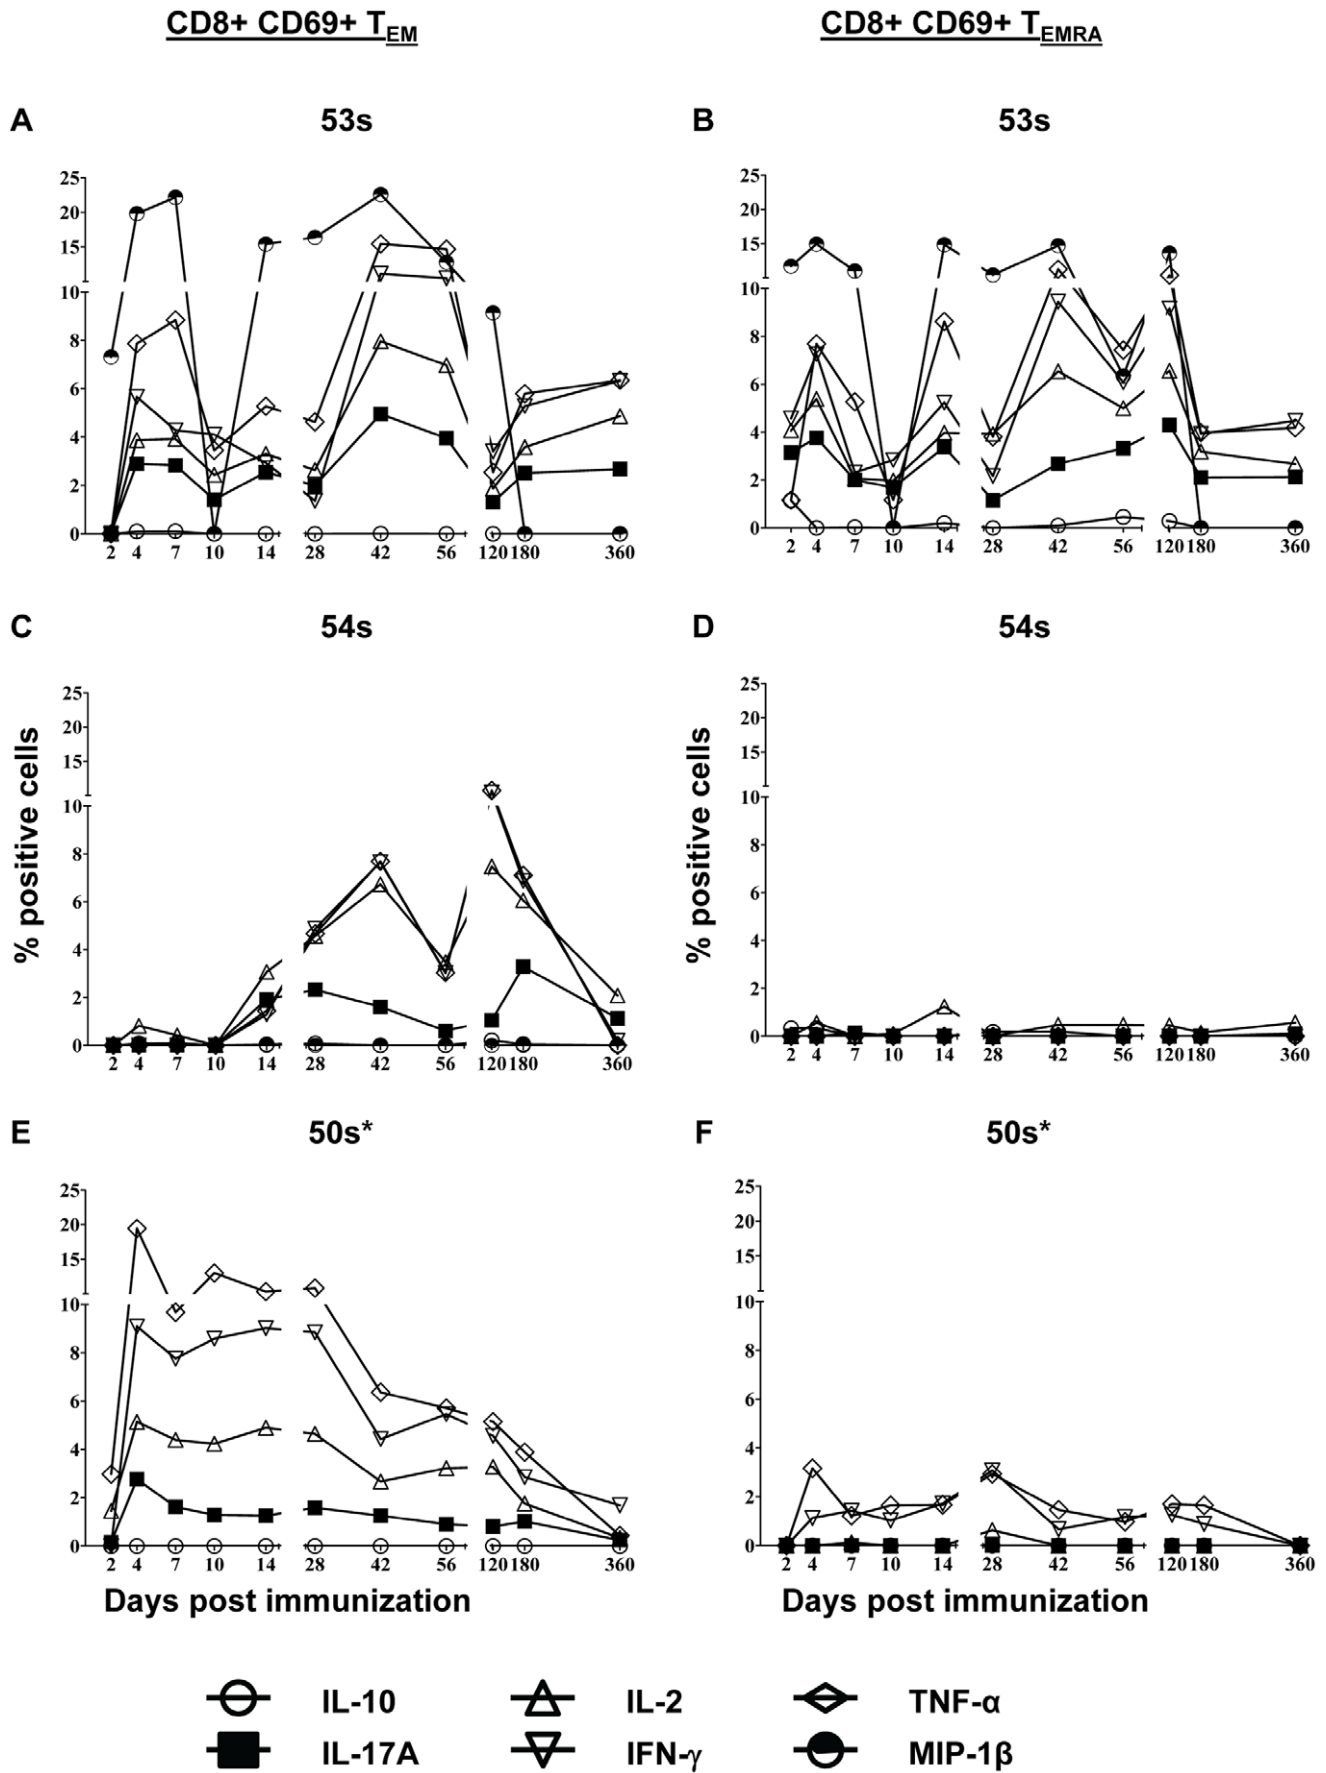 CD8+ CD69+ TEM
CD8+ CD69+ TEMRA
A
53s
25
20
15
10
8
6
4
2
0
2 4 7 10 14 28 42 56 120 180 360
B
53s
25
20
15
10
8
6
4
2
0
2 4 7 10 14 28 42 56 120 180 360
C
54s
25
20
15
10
8
6
4
2
0
2 4 7 10 14 28 42 56 120 180 360
% positive cells
D
54s
25
20
15
10
8
6
4
2
0
2 4 7 10 14 28 42 56 120 180 360
% positive cells
E
50s*
25
20
15
10
8
6
4
2
0
2 4 7 10 14 28 42 56 120 180 360
Days post immunization
F
50s*
25
20
15
10
8
6
4
2
0
2 4 7 10 14 28 42 56 120 180 360
Days post immunization
IL-10 IL-2 TNF-α
IL-17A IFN-γ MIP-1β